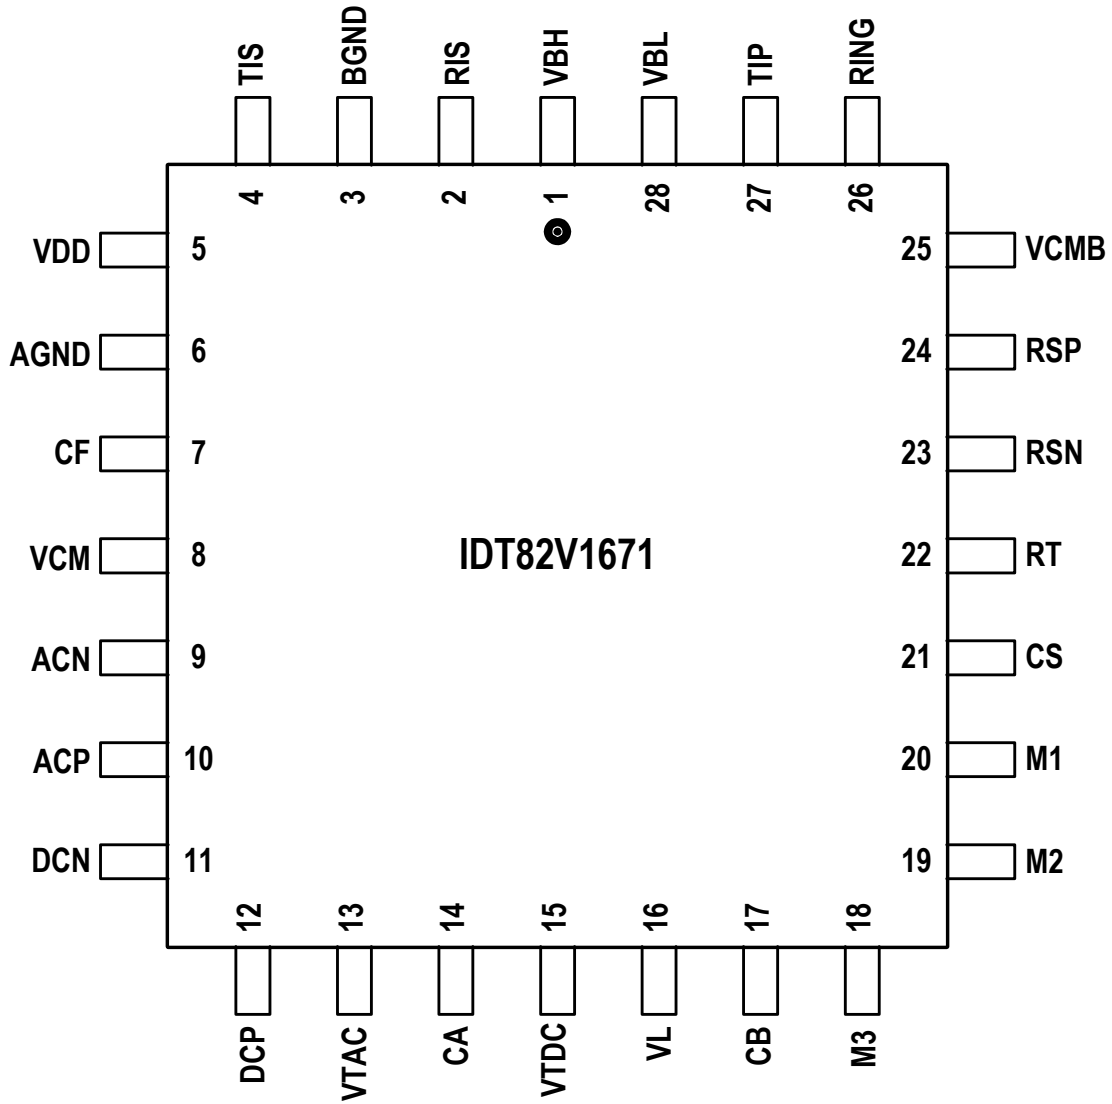 TIS BGND RIS VBH VBL TIP RING
4 3 2 1 28 27 26
VDD 5 25 VCMB
AGND 6 24 RSP
CF 7 23 RSN
IDT82V1671
VCM 8 22 RT
ACN 9 21 CS
ACP 10 20 M1
DCN 11 19 M2
12 13 14 15 16 17 18
DCP VTAC CA VTDC VL CB M3